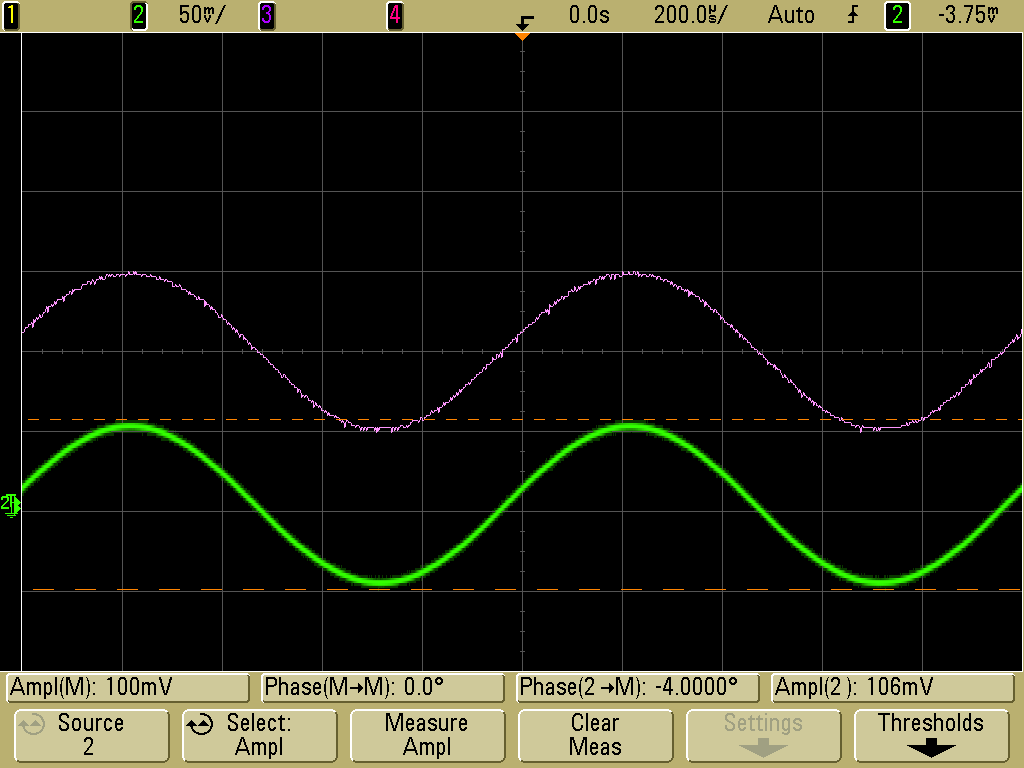 1 2 50mV/ 3 4 0.0s 200.0µs/ Auto 2 -3.75mV
2
Ampl(M): 100mV Phase(M→M): 0.0° Phase(2→M): -4.0000° Ampl(2 ): 106mV
Source Select: Measure Clear Settings Thresholds
2 Ampl Ampl Meas